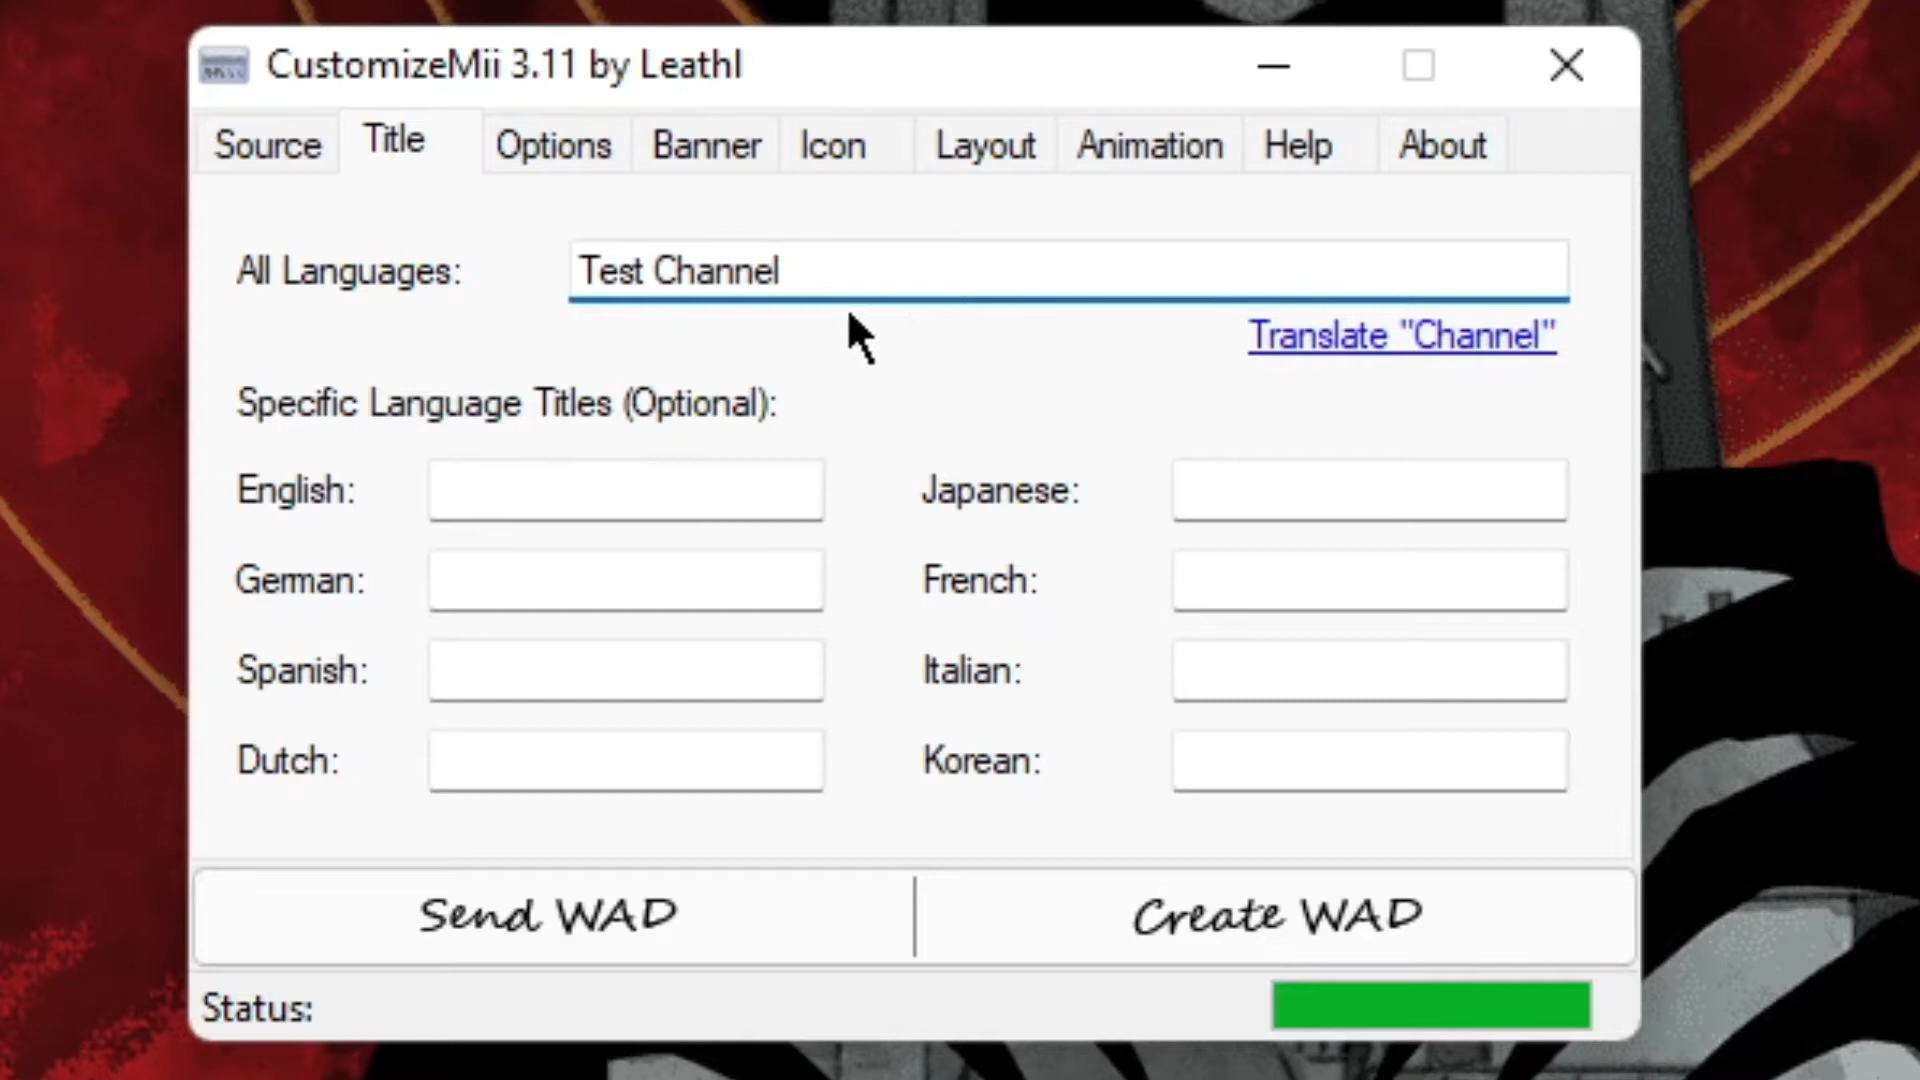 CustomizeMii 3.11 by Leathl
Source Title Options Banner Icon Layout Animation Help About
All Languages: Test Channel
Translate "Channel"
Specific Language Titles (Optional):
English: Japanese:
German: French:
Spanish: Italian:
Dutch: Korean:
Send WAD Create WAD
Status: